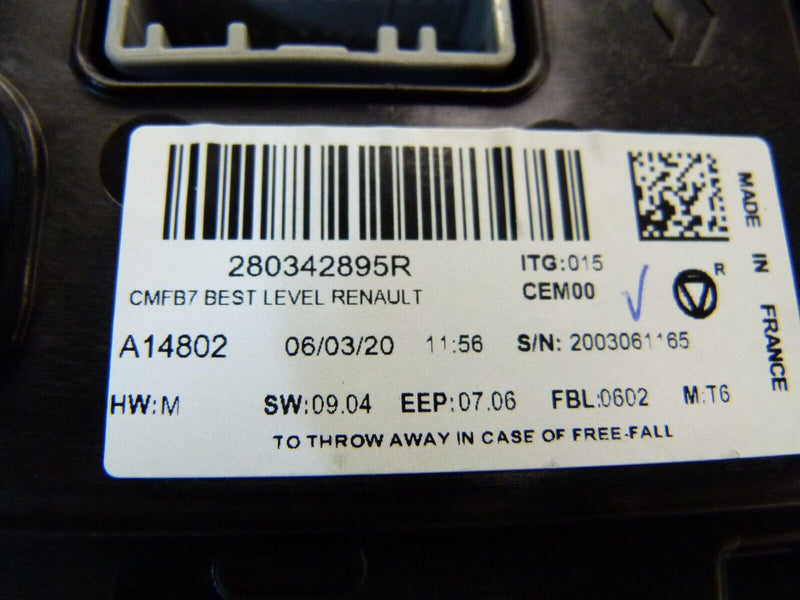 280342895R
ITG:015
CMFB7 BEST LEVEL RENAULT
CEM00
R
A14802 06/03/20 11:56 S/N: 2003061165
HW:M SW:09.04 EEP:07.06 FBL:0602 M:T6
TO THROW AWAY IN CASE OF FREE-FALL
MADE IN FRANCE